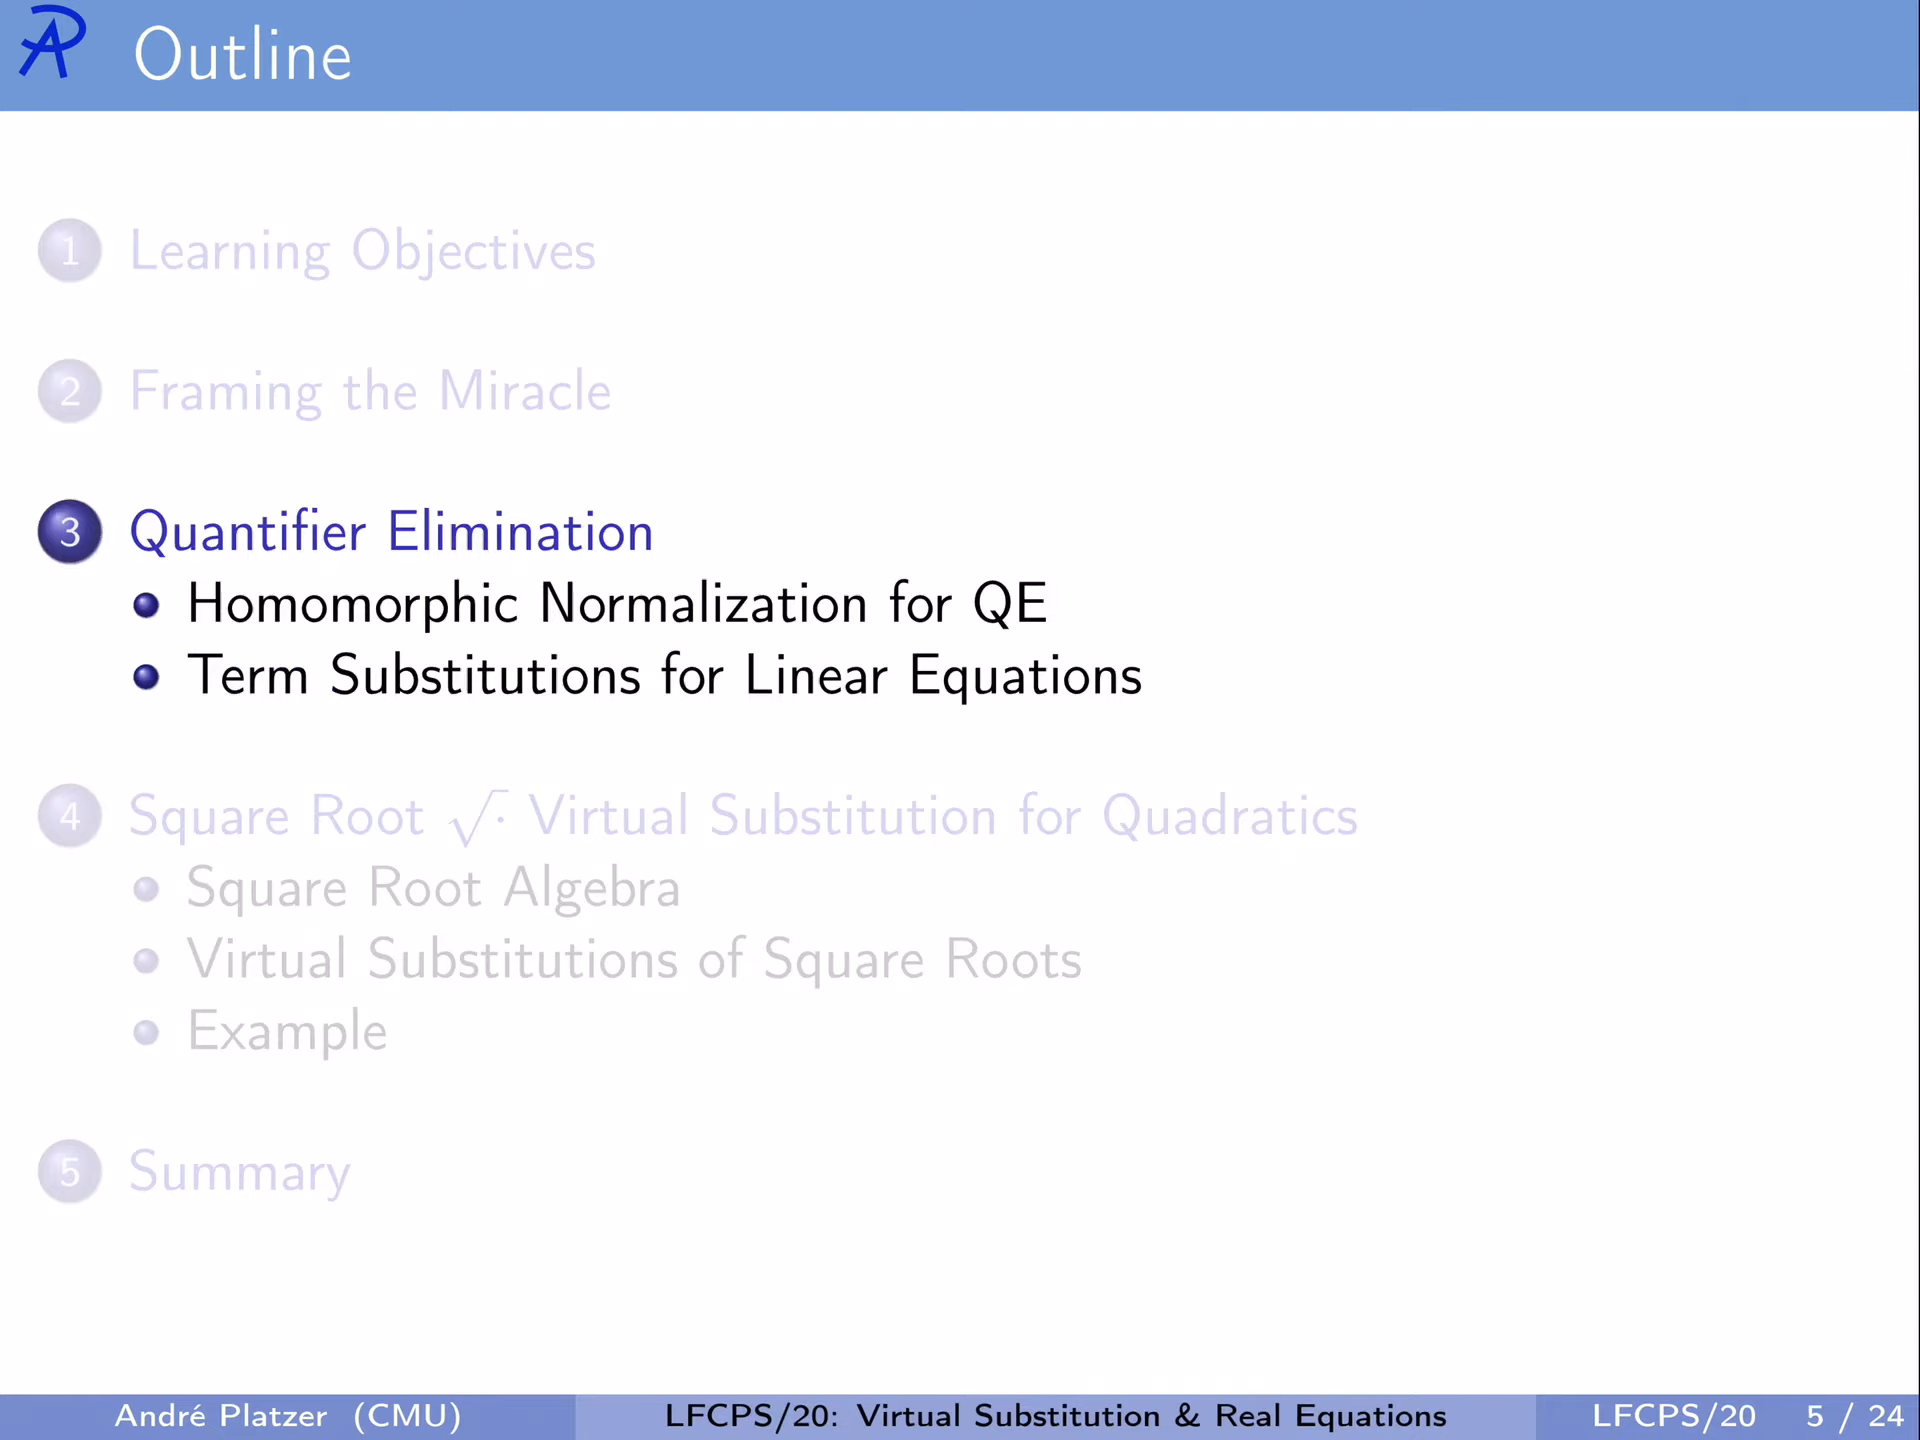 Outline
1 Learning Objectives
2 Framing the Miracle
3 Quantifier Elimination
Homomorphic Normalization for QE
Term Substitutions for Linear Equations
4 Square Root √· Virtual Substitution for Quadratics
Square Root Algebra
Virtual Substitutions of Square Roots
Example
5 Summary
André Platzer (CMU) LFCPS/20: Virtual Substitution & Real Equations LFCPS/20 5 / 24